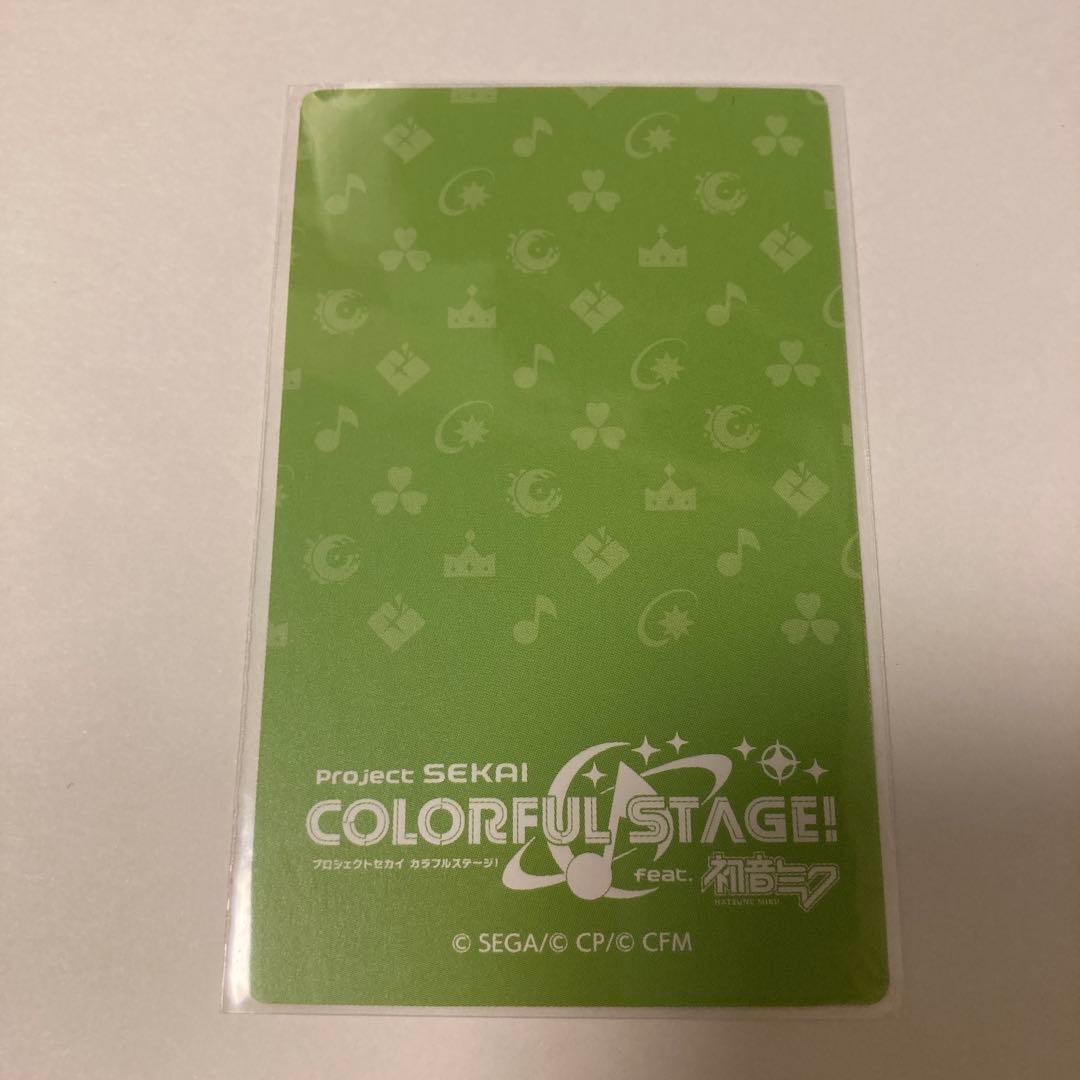 Project SEKAI
COLORFUL STAGE!
プロジェクトセカイ カラフルステージ!
feat. 初音ミク
HATSUNE MIKU
© SEGA/© CP/© CFM